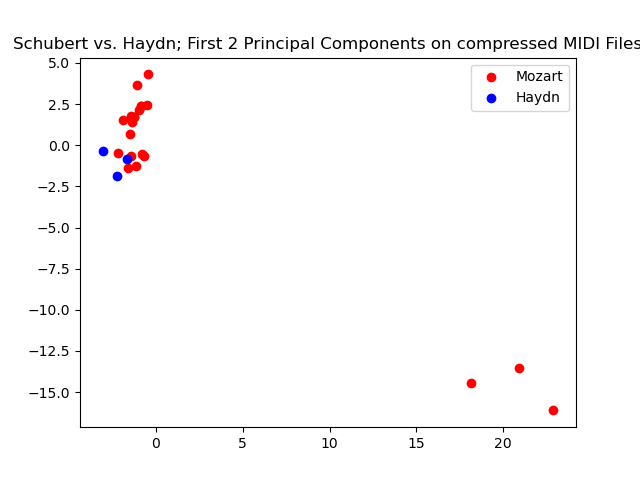 Schubert vs. Haydn; First 2 Principal Components on compressed MIDI Files
Mozart
Haydn
5.0
2.5
0.0
−2.5
−5.0
−7.5
−10.0
−12.5
−15.0
0 5 10 15 20